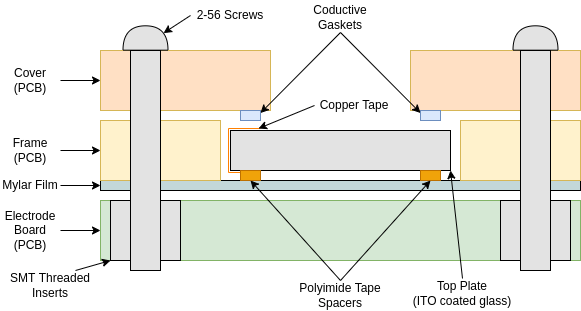 2-56 Screws
Coductive
Gaskets
Cover
(PCB)
Copper Tape
Frame
(PCB)
Mylar Film
Electrode
Board
(PCB)
SMT Threaded
Inserts
Polyimide Tape
Spacers
Top Plate
(ITO coated glass)